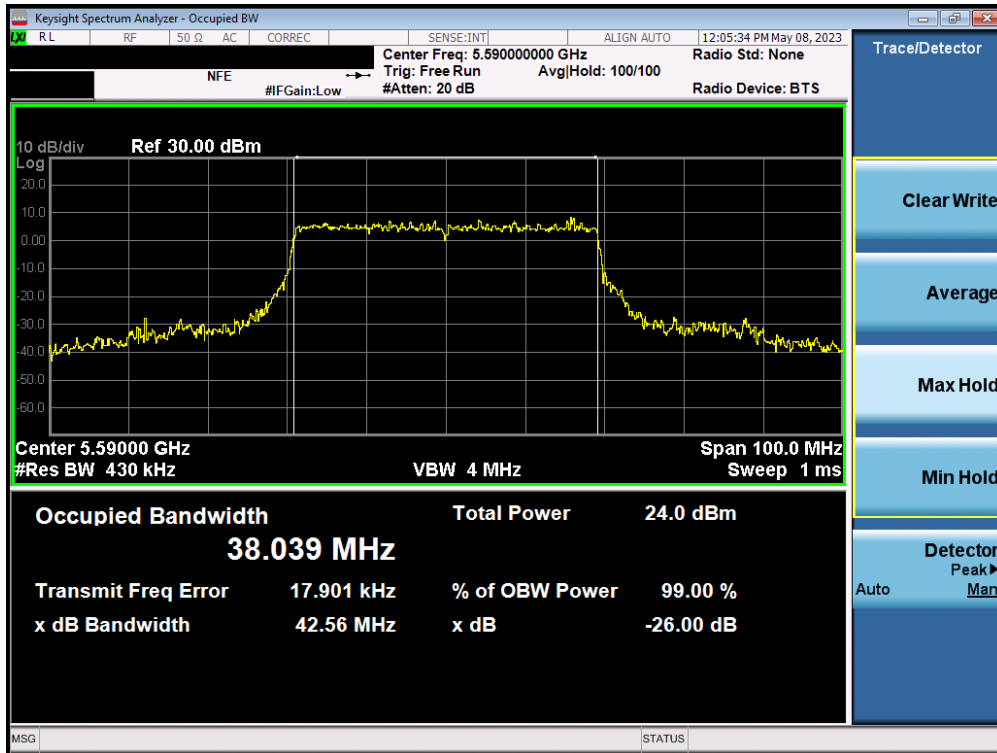 Keysight Spectrum Analyzer - Occupied BW
LXI RL RF 50 Ω AC CORREC SENSE:INT ALIGN AUTO 12:05:34 PM May 08, 2023
Center Freq: 5.590000000 GHz Radio Std: None
NFE Trig: Free Run Avg|Hold: 100/100
#IFGain:Low #Atten: 20 dB Radio Device: BTS
10 dB/div Ref 30.00 dBm
Log
20.0
10.0
0.00
-10.0
-20.0
-30.0
-40.0
-50.0
-60.0
Center 5.59000 GHz Span 100.0 MHz
#Res BW 430 kHz VBW 4 MHz Sweep 1 ms
Occupied Bandwidth Total Power 24.0 dBm
38.039 MHz
Transmit Freq Error 17.901 kHz % of OBW Power 99.00 %
x dB Bandwidth 42.56 MHz x dB -26.00 dB
MSG STATUS
Trace/Detector
Clear Write
Average
Max Hold
Min Hold
Detector
Peak▶
Auto Man